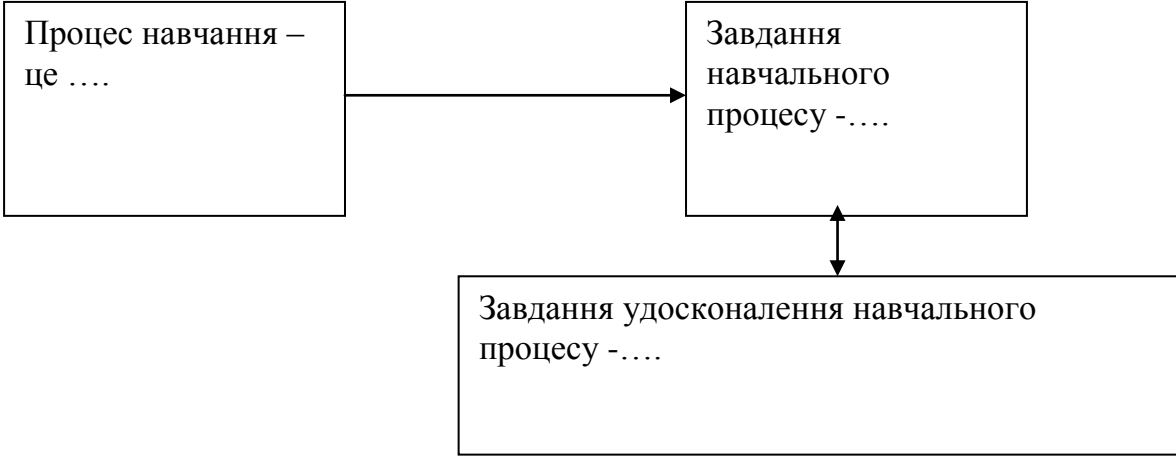 Процес навчання –
це ….
Завдання
навчального
процесу -….
Завдання удосконалення навчального
процесу -….